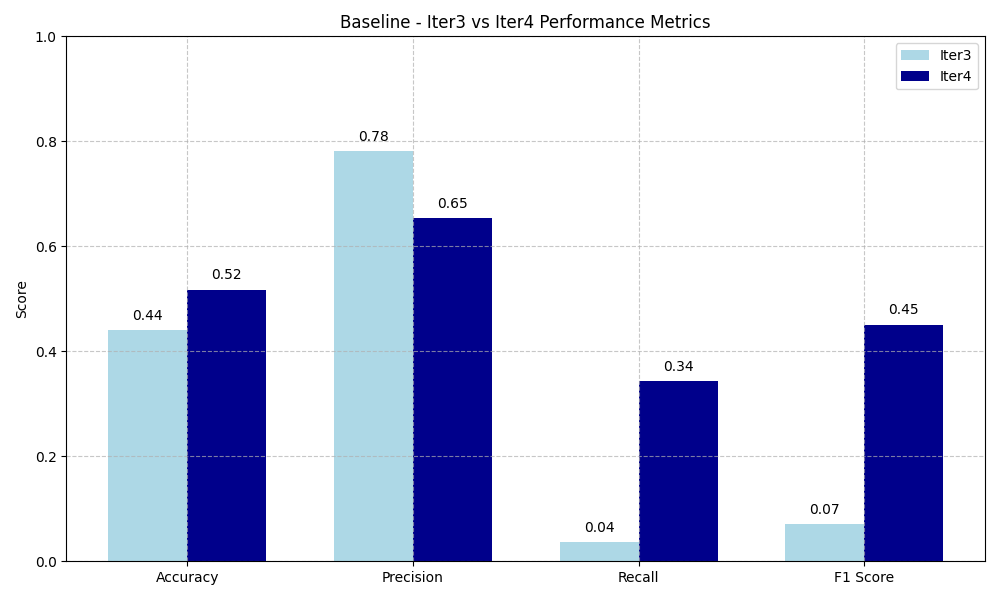 Baseline - Iter3 vs Iter4 Performance Metrics
Iter3
Iter4
Score
1.0
0.8
0.6
0.4
0.2
0.0
0.44
0.52
0.78
0.65
0.04
0.34
0.07
0.45
Accuracy
Precision
Recall
F1 Score